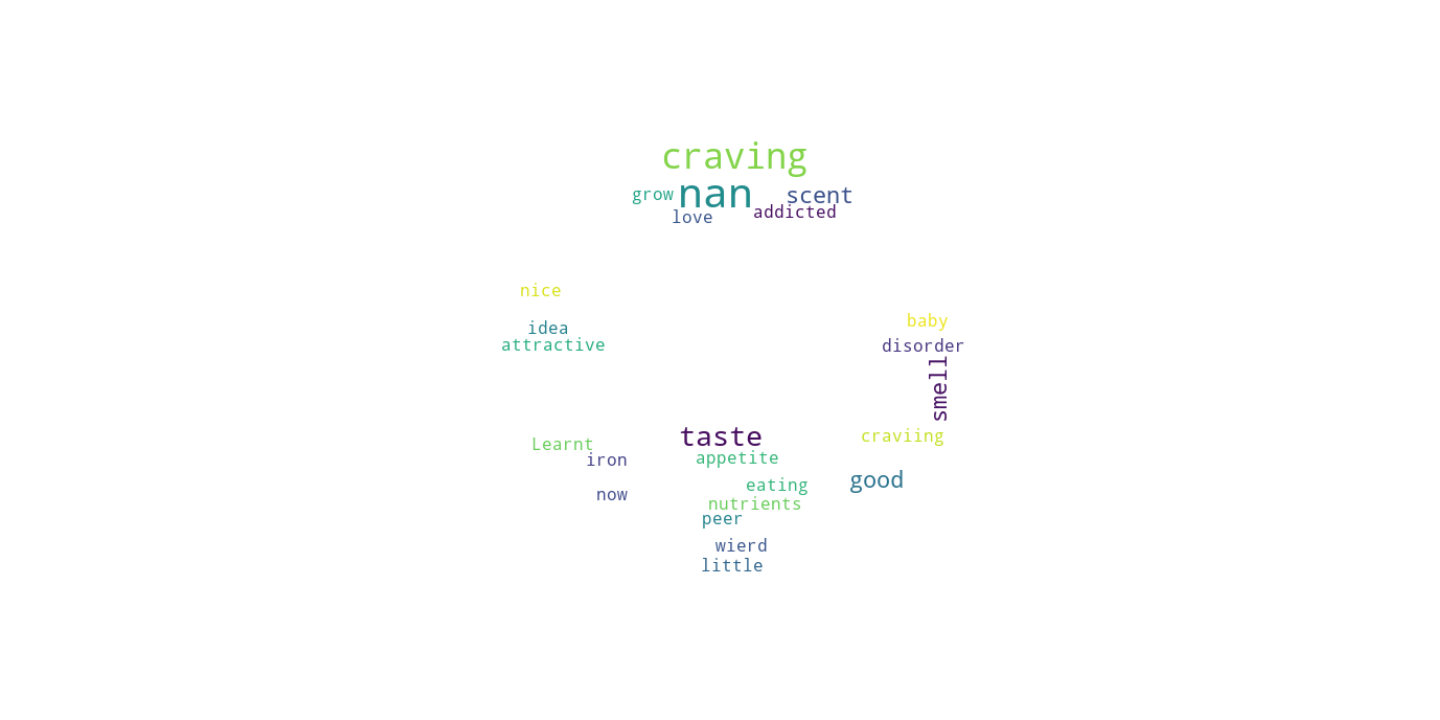 craving
grow nan scent
love addicted
nice
baby
idea
attractive disorder
smell
craviing
taste
Learnt
appetite
iron
good
eating
now
nutrients
peer
wierd
little